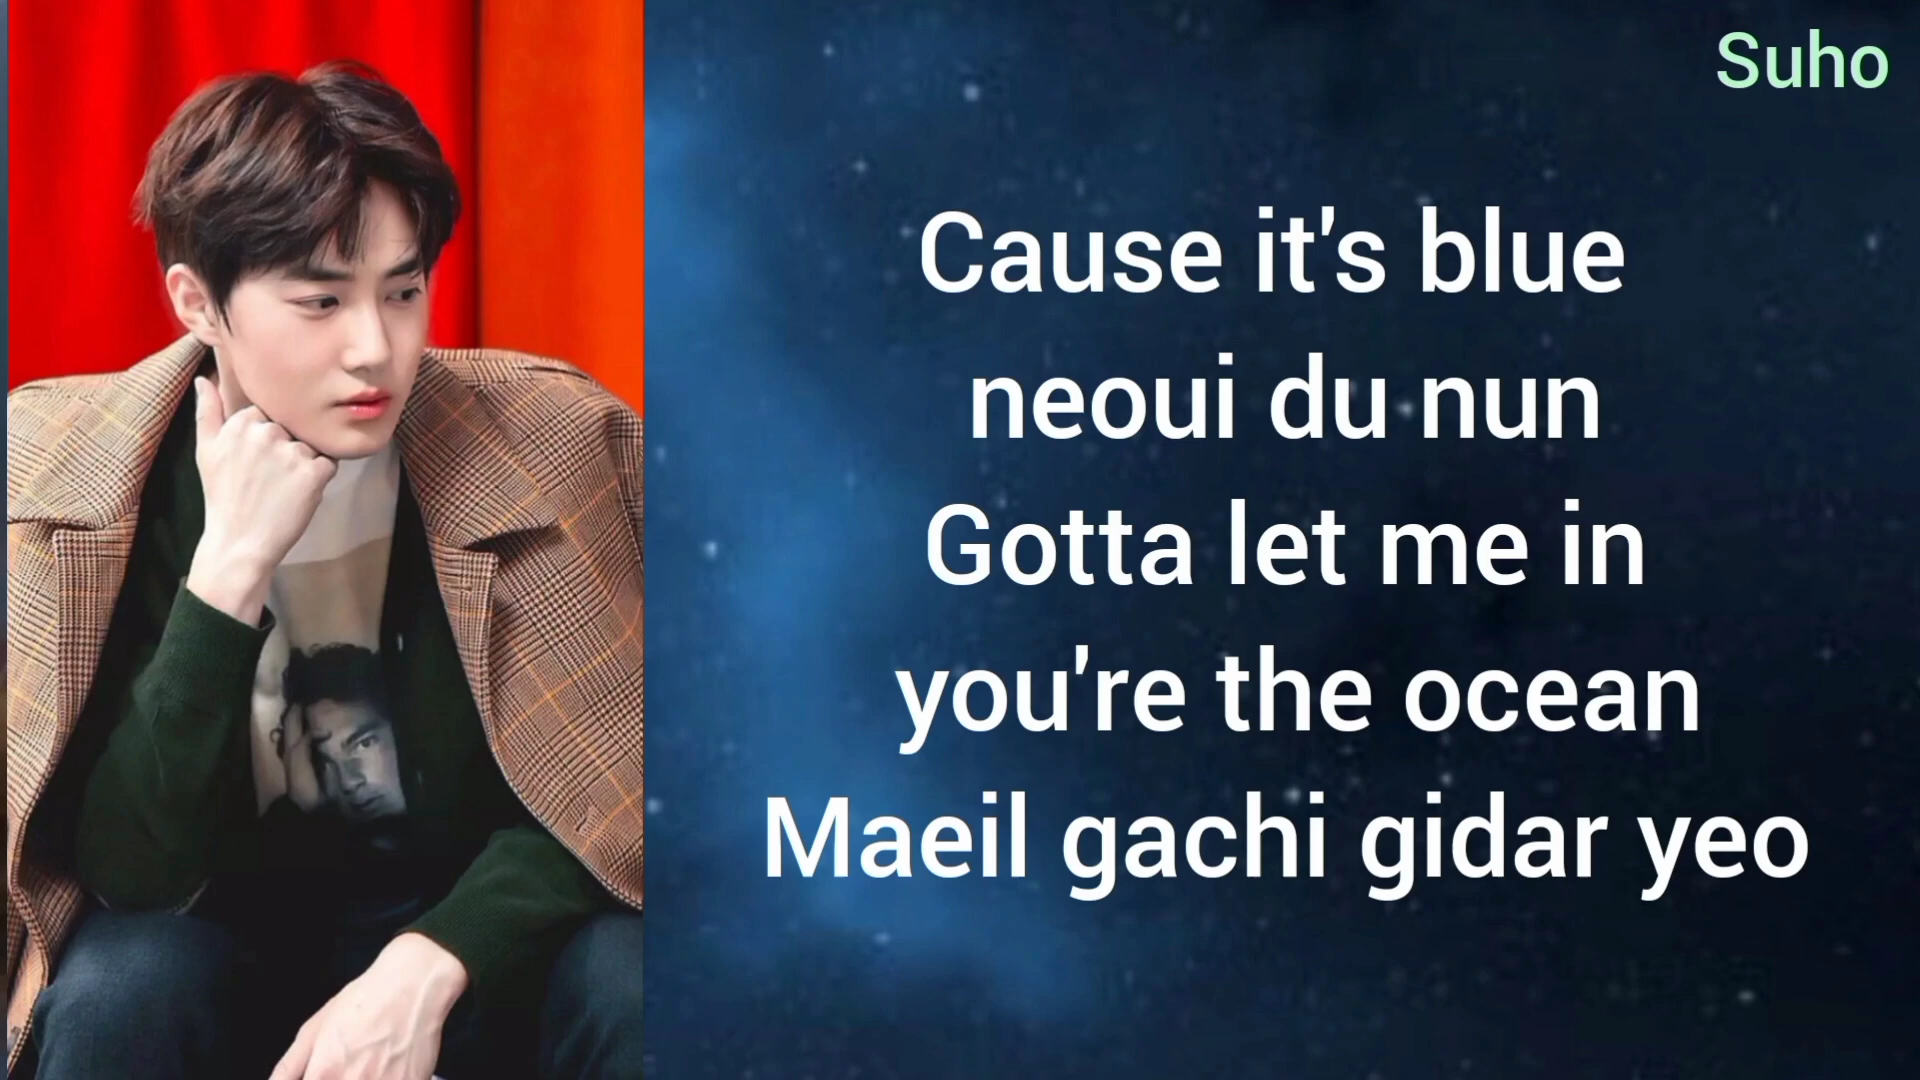 Suho
Cause it's blue
neoui du nun
Gotta let me in
you're the ocean
Maeil gachi gidar yeo